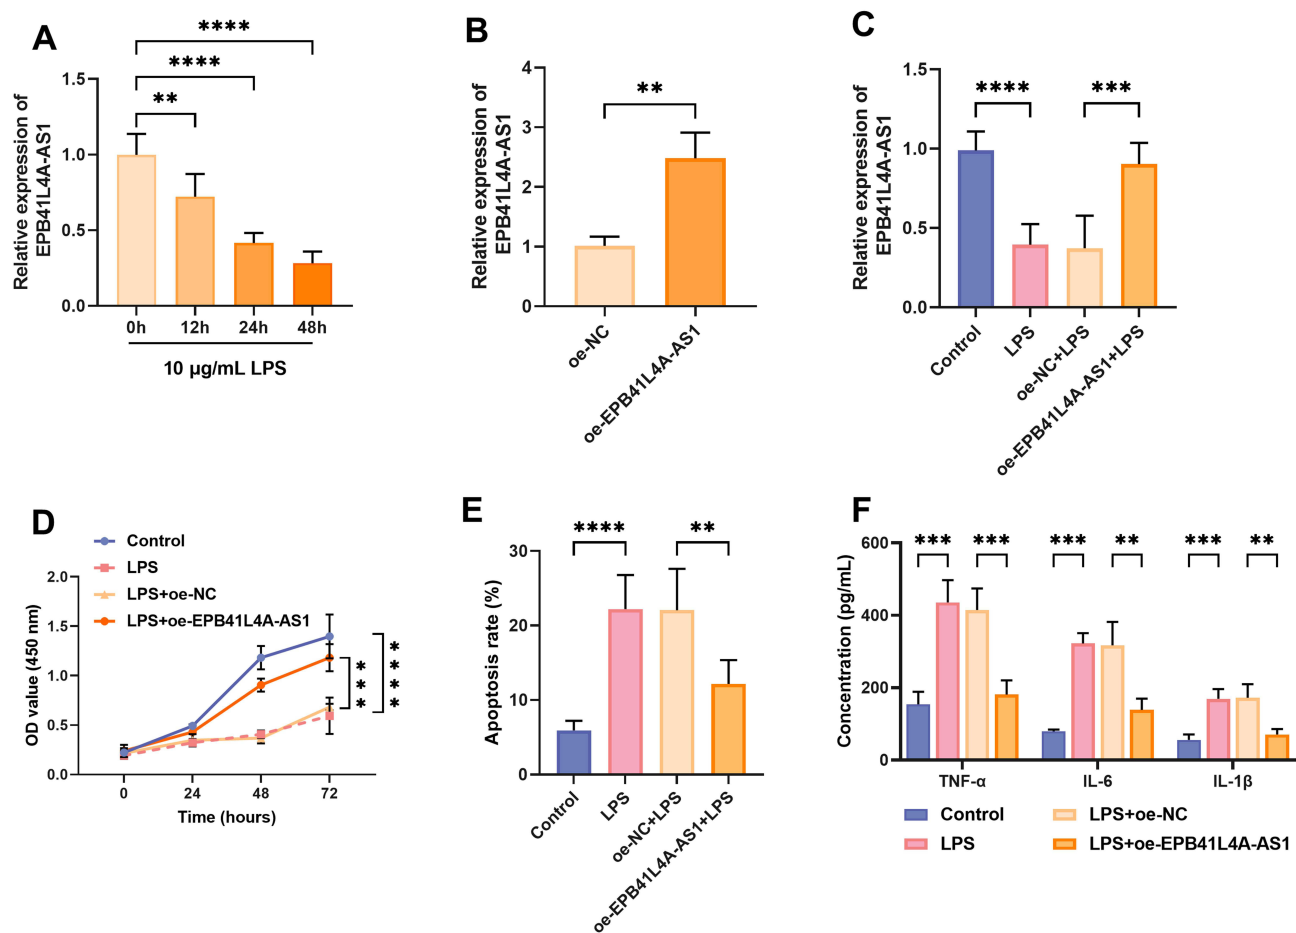 A
****
****
**
Relative expression of
EPB41L4A-AS1
1.5
1.0
0.5
0.0
0h 12h 24h 48h
10 μg/mL LPS
B
**
Relative expression of
EPB41L4A-AS1
4
3
2
1
0
oe-NC
oe-EPB41L4A-AS1
C
**** ***
Relative expression of
EPB41L4A-AS1
1.5
1.0
0.5
0.0
Control
LPS
oe-NC+LPS
oe-EPB41L4A-AS1+LPS
D
Control
LPS
LPS+oe-NC
LPS+oe-EPB41L4A-AS1
OD value (450 nm)
2.0
1.5
1.0
0.5
0.0
***
****
0 24 48 72
Time (hours)
E
**** **
Apoptosis rate (%)
30
20
10
0
Control
LPS
oe-NC+LPS
oe-EPB41L4A-AS1+LPS
F
*** *** *** ** *** **
Concentration (pg/mL)
600
400
200
0
TNF-α IL-6 IL-1β
Control
LPS
LPS+oe-NC
LPS+oe-EPB41L4A-AS1